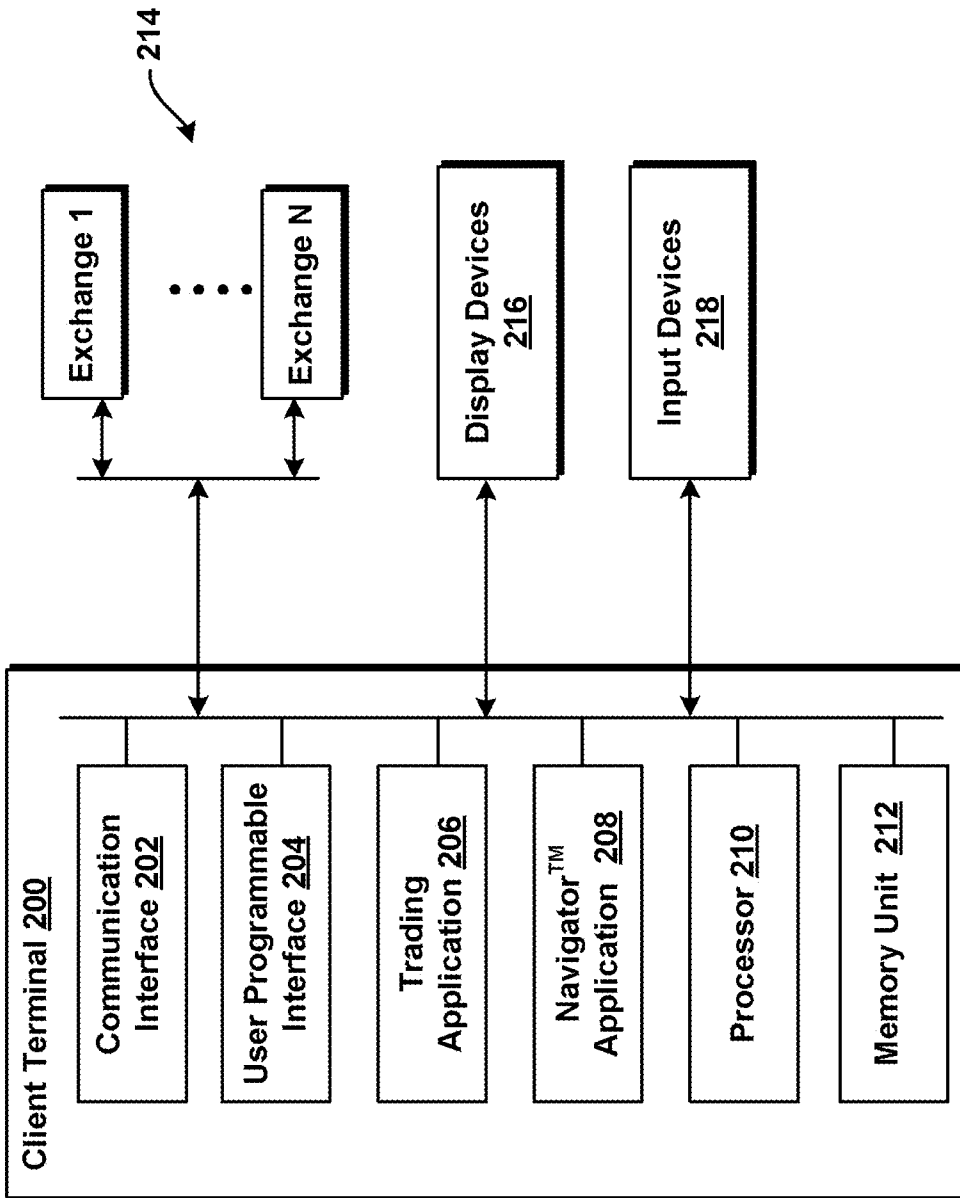 Client Terminal 200
Communication
Interface 202
User Programmable
Interface 204
Trading
Application 206
Navigator™
Application 208
Processor 210
Memory Unit 212
Exchange 1
Exchange N
214
Display Devices
216
Input Devices
218